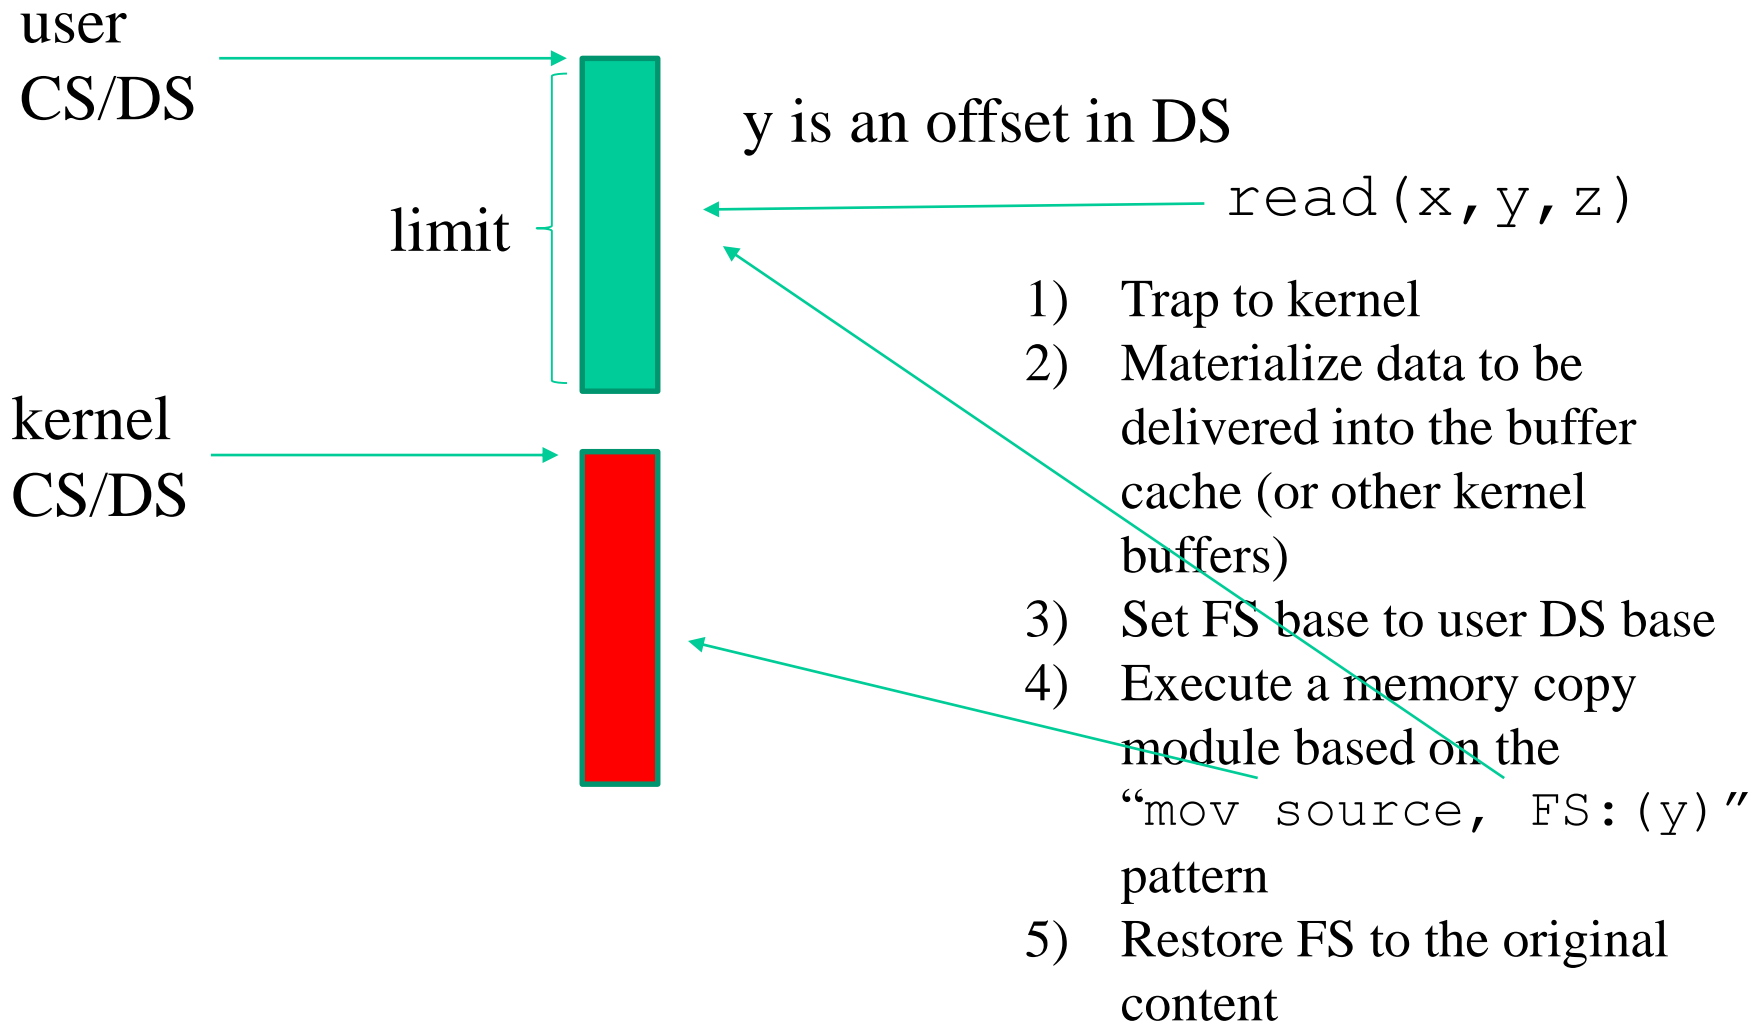 user
CS/DS
limit
kernel
CS/DS
y is an offset in DS
read(x,y,z)
1) Trap to kernel
2) Materialize data to be
delivered into the buffer
cache (or other kernel
buffers)
3) Set FS base to user DS base
4) Execute a memory copy
module based on the
“mov source, FS:(y)”
pattern
5) Restore FS to the original
content